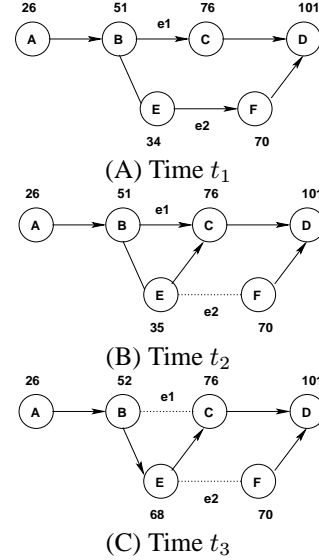 26 51 76 101
e1
A B C D
E F
e2
34 70
(A) Time t₁
26 51 76 101
e1
A B C D
E F
e2
35 70
(B) Time t₂
26 52 76 101
e1
A B C D
E F
e2
68 70
(C) Time t₃